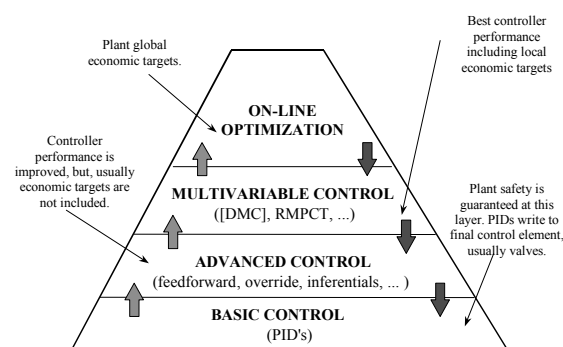 Plant global
economic targets.
Best controller
performance
including local
economic targets
ON-LINE
OPTIMIZATION
Controller
performance is
improved, but, usually
economic targets are
not included.
MULTIVARIABLE CONTROL
([DMC], RMPCT, ...)
Plant safety is
guaranteed at this
layer. PIDs write to
final control element,
usually valves.
ADVANCED CONTROL
(feedforward, override, inferentials, ... )
BASIC CONTROL
(PID's)